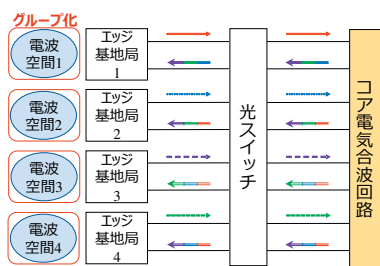 グループ化
電波
空間1
エッジ
基地局
1
電波
空間2
エッジ
基地局
2
電波
空間3
エッジ
基地局
3
電波
空間4
エッジ
基地局
4
光スイッチ
コア電気合波回路